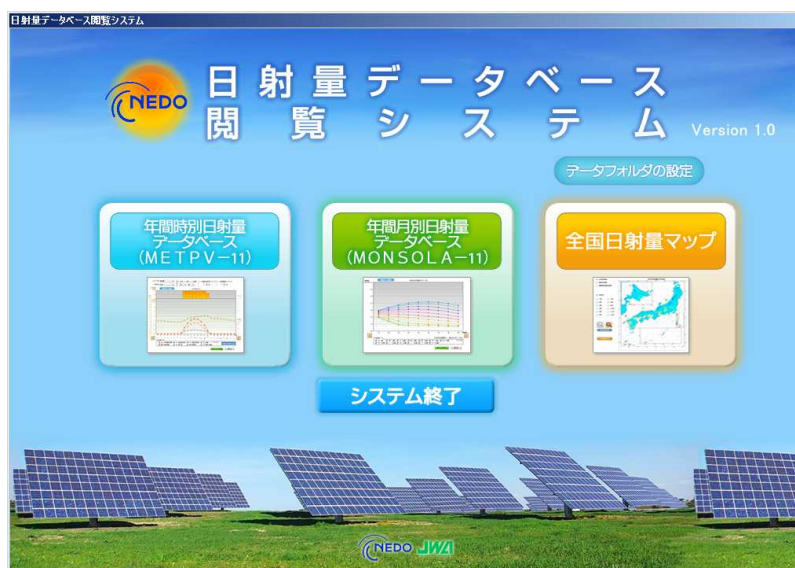 日射量データベース閲覧システム
NEDO
日射量データベース
閲覧システム
Version 1.0
データフォルダの設定
年間時別日射量
データベース
(METPV-11)
年間月別日射量
データベース
(MONSOLA-11)
全国日射量マップ
システム終了
NEDO JWA